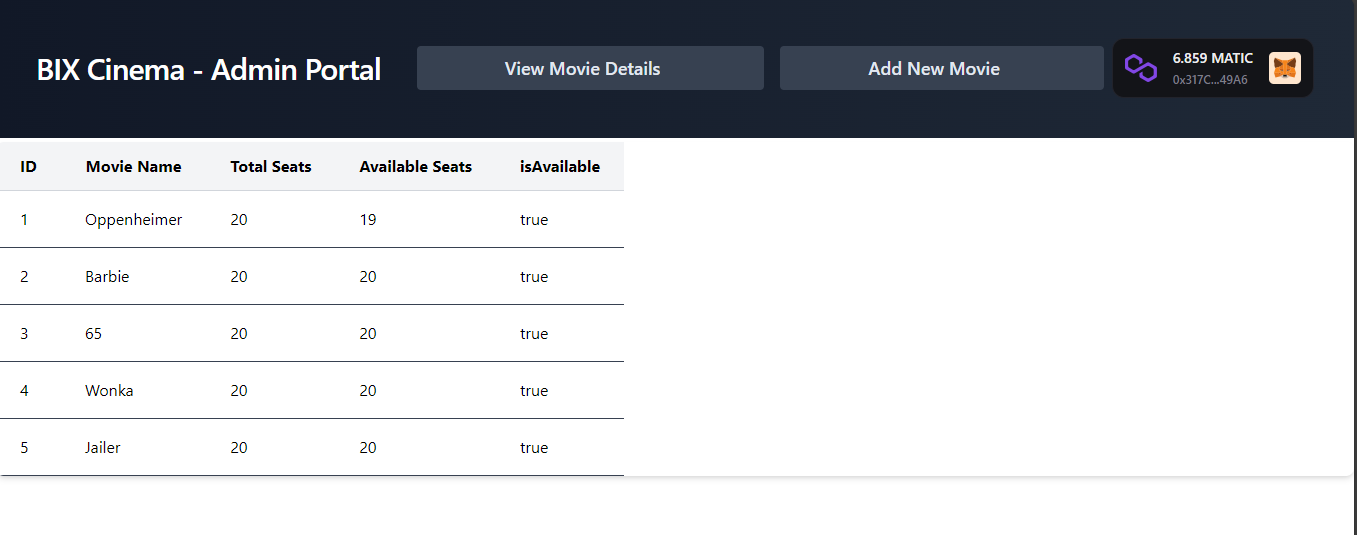 BIX Cinema - Admin Portal
View Movie Details
Add New Movie
6.859 MATIC
0x317C...49A6
ID Movie Name Total Seats Available Seats isAvailable
1 Oppenheimer 20 19 true
2 Barbie 20 20 true
3 65 20 20 true
4 Wonka 20 20 true
5 Jailer 20 20 true